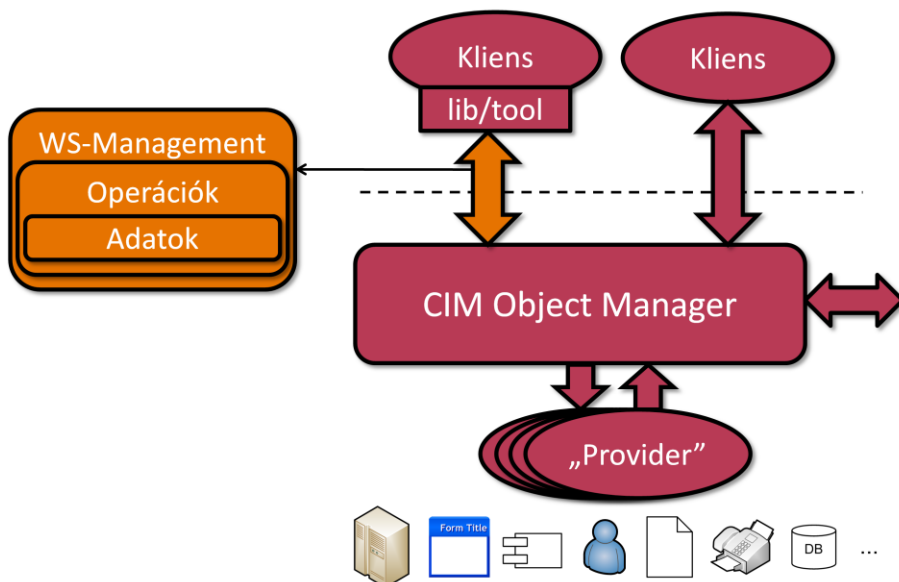 Kliens
lib/tool
Kliens
WS-Management
Operációk
Adatok
CIM Object Manager
„Provider”
Form Title
DB
...